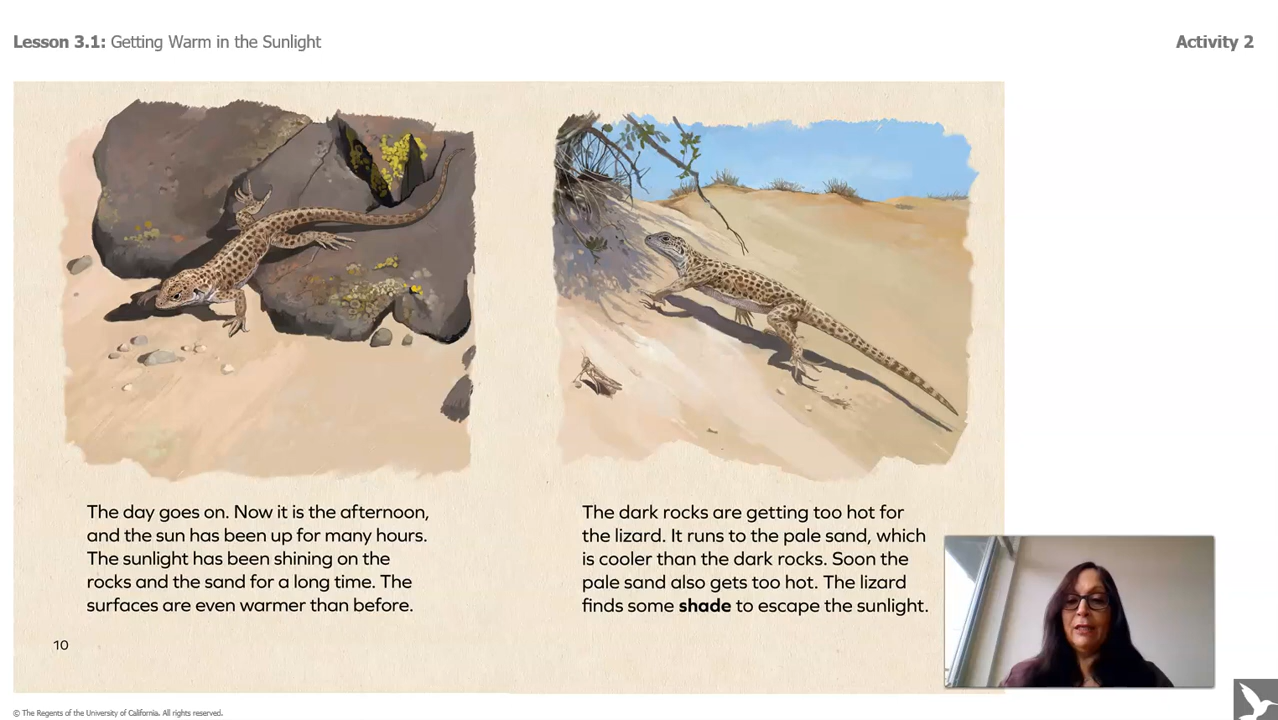 Lesson 3.1: Getting Warm in the Sunlight
Activity 2
The day goes on. Now it is the afternoon,
and the sun has been up for many hours.
The sunlight has been shining on the
rocks and the sand for a long time. The
surfaces are even warmer than before.
10
The dark rocks are getting too hot for
the lizard. It runs to the pale sand, which
is cooler than the dark rocks. Soon the
pale sand also gets too hot. The lizard
finds some shade to escape the sunlight.
© The Regents of the University of California. All rights reserved.